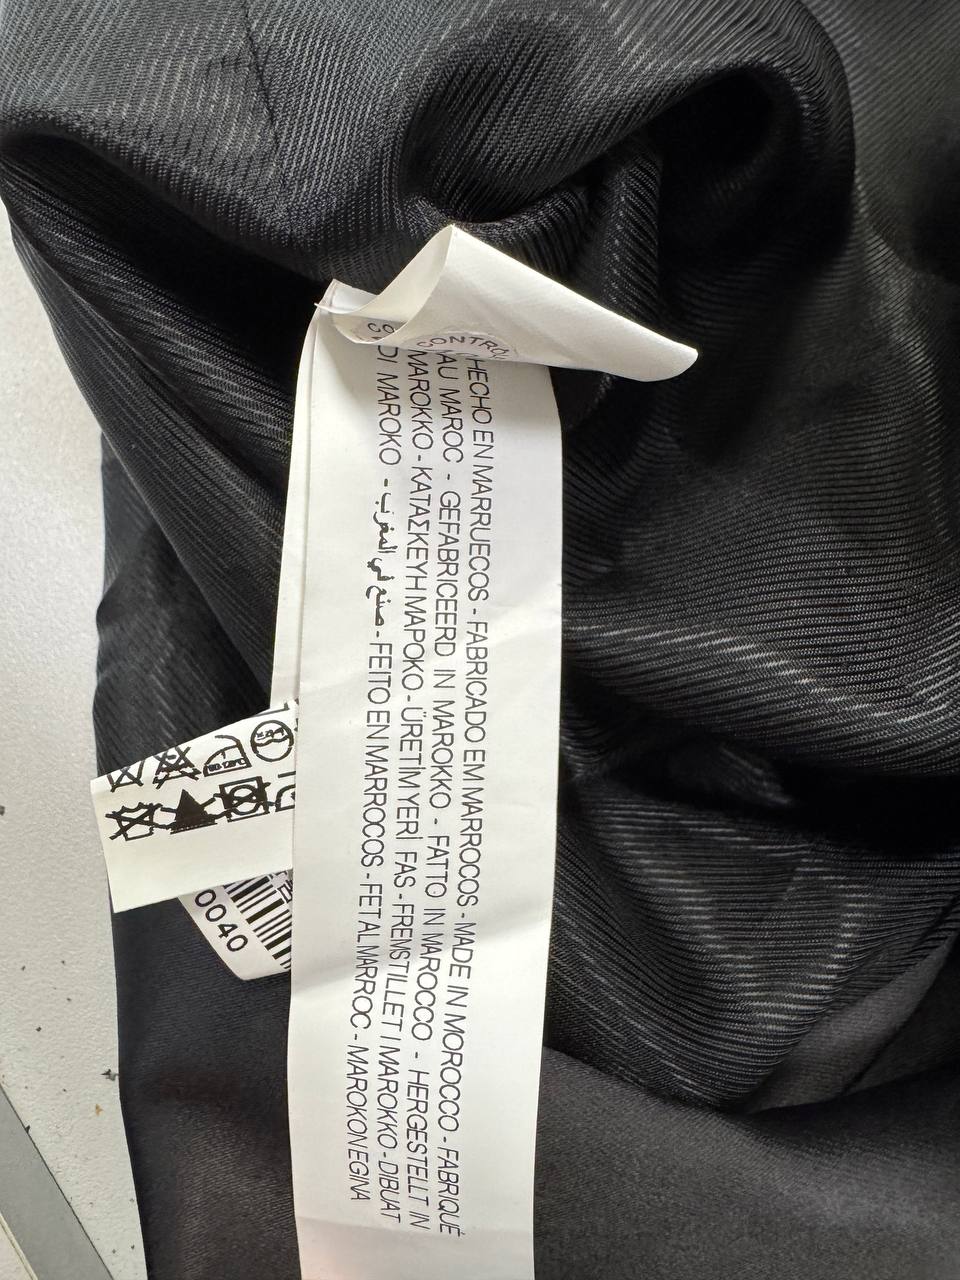 CONTROL
HECHO EN MARRUECOS - FABRICADO EM MARROCOS - MADE IN MOROCCO - FABRIQUÉ
AU MAROC - GEFABRICEERD IN MAROKKO - FATTO IN MAROCCO - HERGESTELLT IN
MAROKKO - ΚΑΤΑΣΚΕΥΗ ΜΑΡΟΚΟ - ÜRETİM YERİ FAS - FREMSTILLET I MAROKKO - DIBUAT
DI MAROKO - صنع في المغرب - FEITO EN MARROCOS - FET AL MARROC - MAROKON EGINA
0040